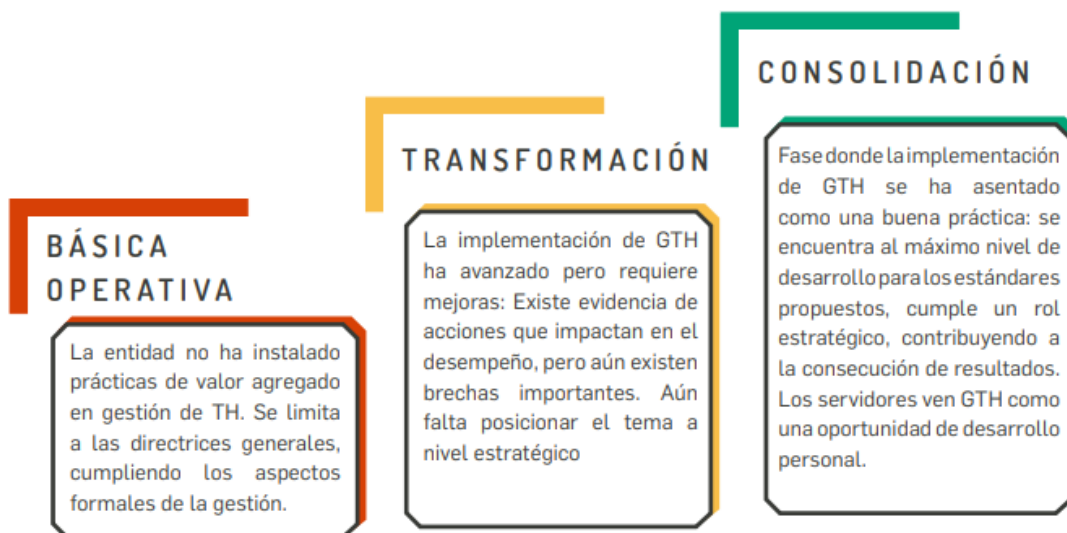 BÁSICA
OPERATIVA
La entidad no ha instalado
prácticas de valor agregado
en gestión de TH. Se limita
a las directrices generales,
cumpliendo los aspectos
formales de la gestión.
TRANSFORMACIÓN
La implementación de GTH
ha avanzado pero requiere
mejoras: Existe evidencia de
acciones que impactan en el
desempeño, pero aún existen
brechas importantes. Aún
falta posicionar el tema a
nivel estratégico
CONSOLIDACIÓN
Fase donde la implementación
de GTH se ha asentado
como una buena práctica: se
encuentra al máximo nivel de
desarrollo para los estándares
propuestos, cumple un rol
estratégico, contribuyendo a
la consecución de resultados.
Los servidores ven GTH como
una oportunidad de desarrollo
personal.